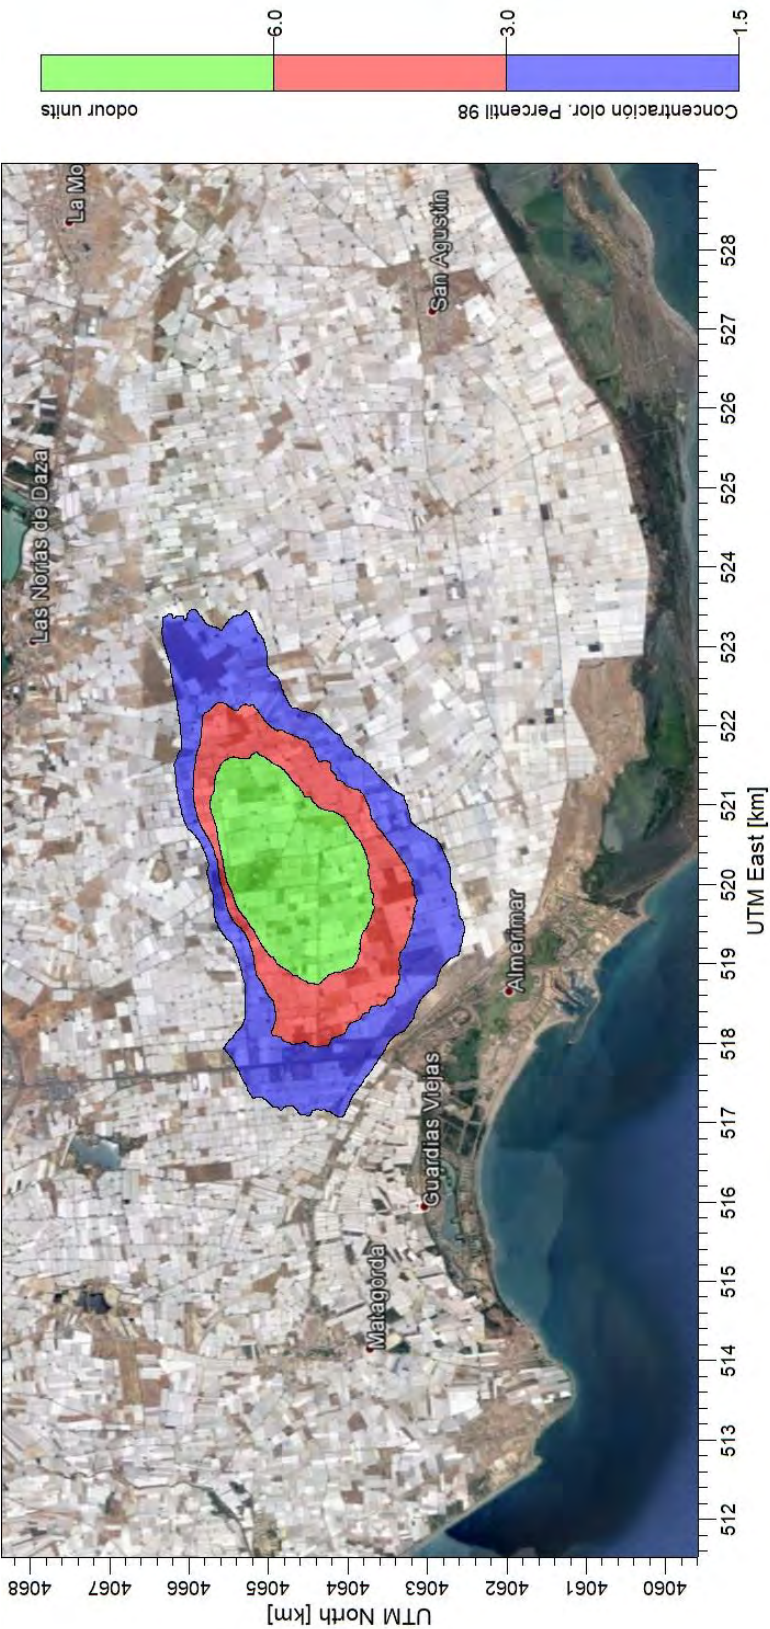 odour units
6.0
3.0
1.5
Concentración olor. Percentil 98
La Mo
San Agustín
Las Norias de Daza
Almerimar
Guardias Viejas
Matagorda
4068
4067
4066
4065
4064
4063
4062
4061
4060
UTM North [km]
512
513
514
515
516
517
518
519
520
521
522
523
524
525
526
527
528
UTM East [km]